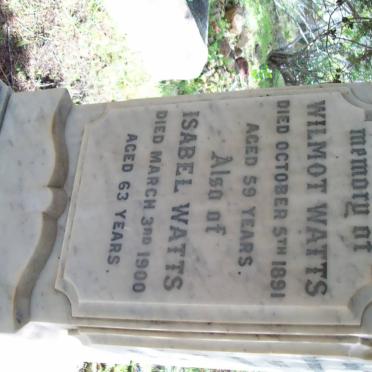 memory of
WILMOT WATTS
DIED OCTOBER 5TH 1891
AGED 59 YEARS
Also of
ISABEL WATTS
DIED MARCH 3RD 1900
AGED 63 YEARS.